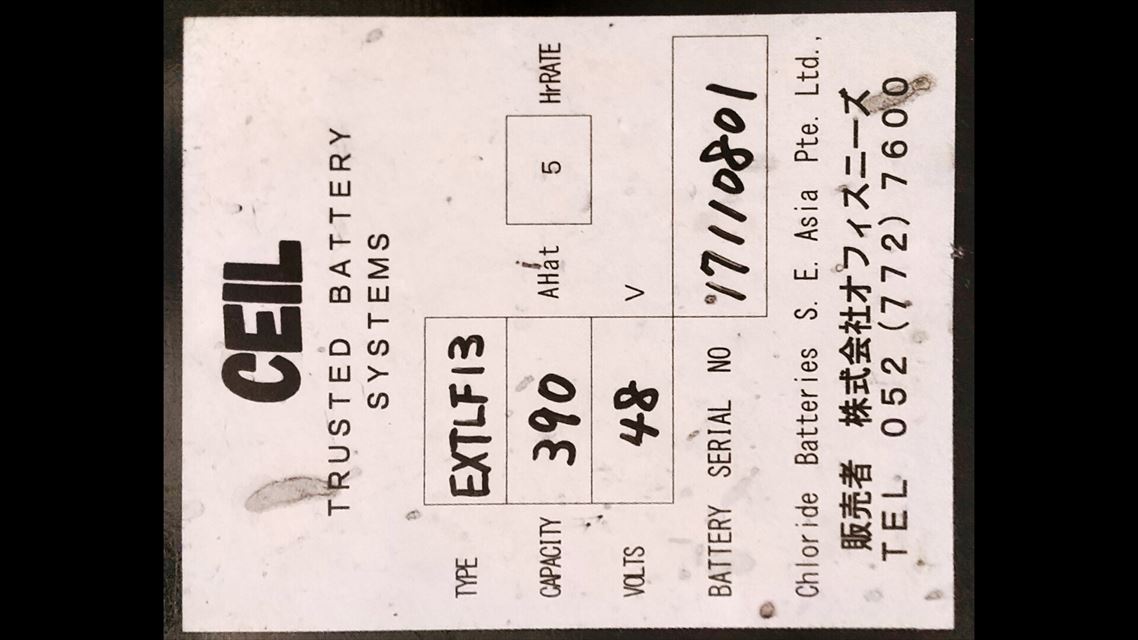 CEIL
TRUSTED BATTERY
SYSTEMS
TYPE EXTLF13
CAPACITY 390 AHat 5 HrRATE
VOLTS 48 V
BATTERY SERIAL NO 17110801
Chloride Batteries S. E. Asia Pte. Ltd.,
販売者 株式会社オフィスニーズ
TEL 052 (772) 7600